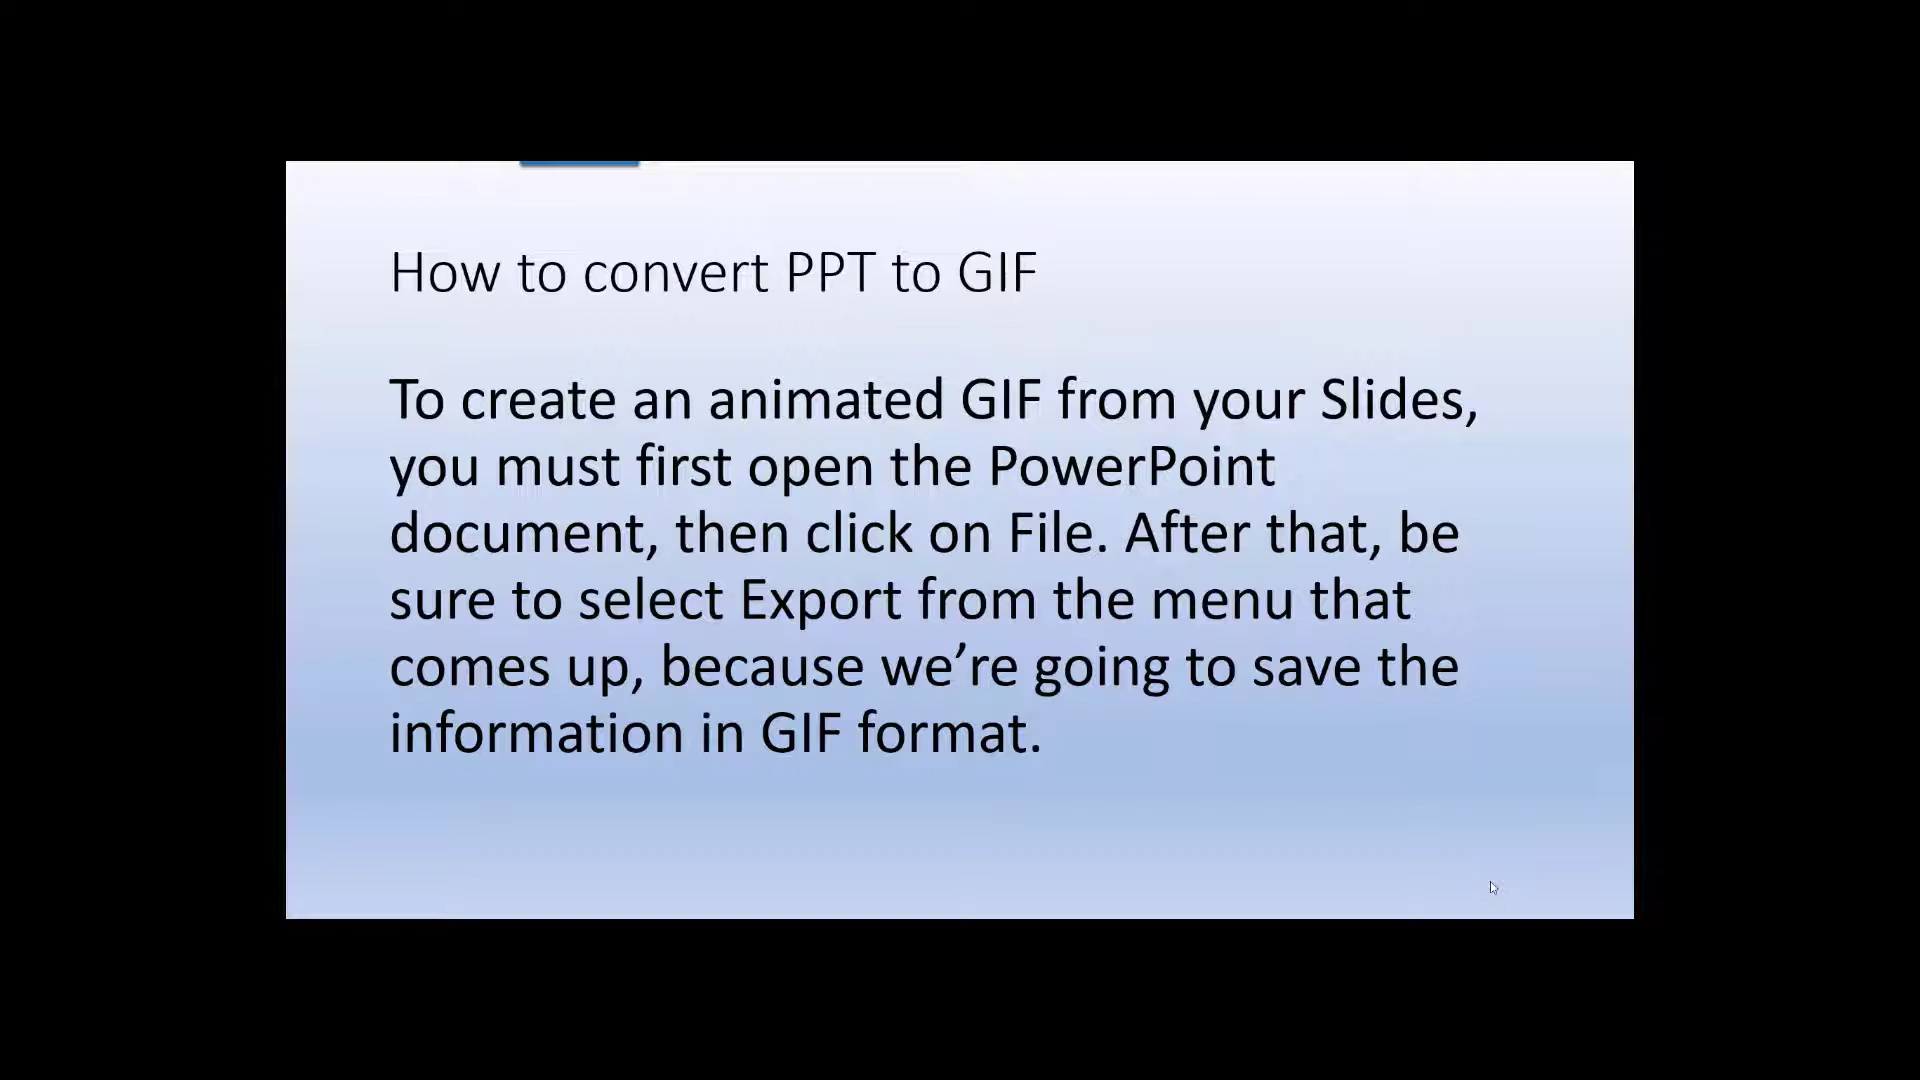 How to convert PPT to GIF
To create an animated GIF from your Slides,
you must first open the PowerPoint
document, then click on File. After that, be
sure to select Export from the menu that
comes up, because we’re going to save the
information in GIF format.